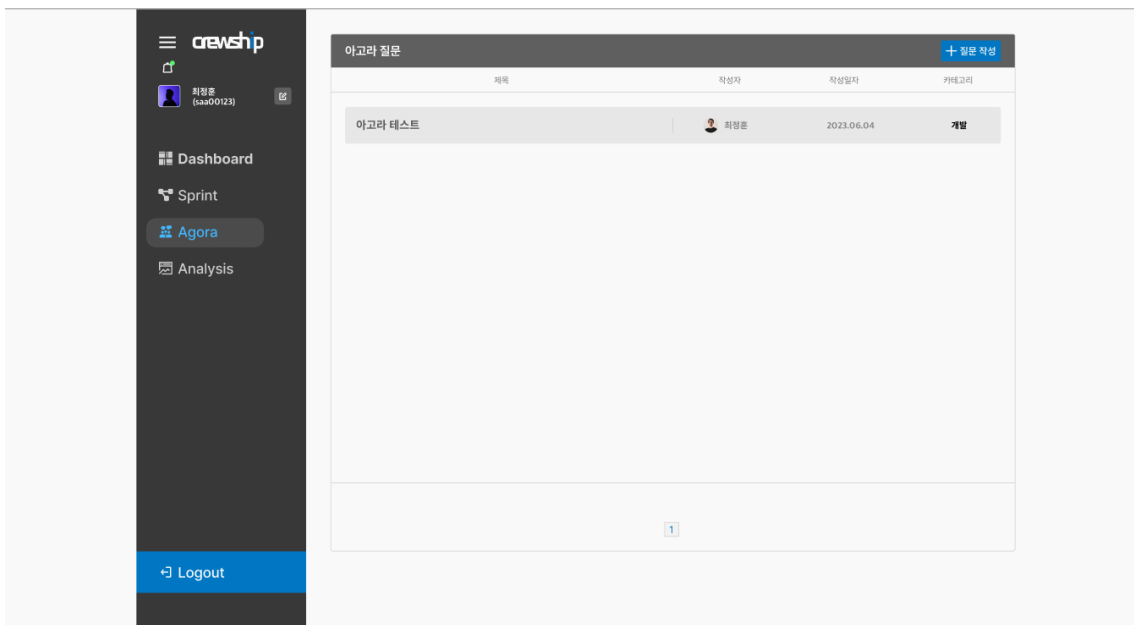 crewship
최정훈
(saa00123)
Dashboard
Sprint
Agora
Analysis
Logout
아고라 질문
질문 작성
제목 작성자 작성일자 카테고리
아고라 테스트 최정훈 2023.06.04 개발
1